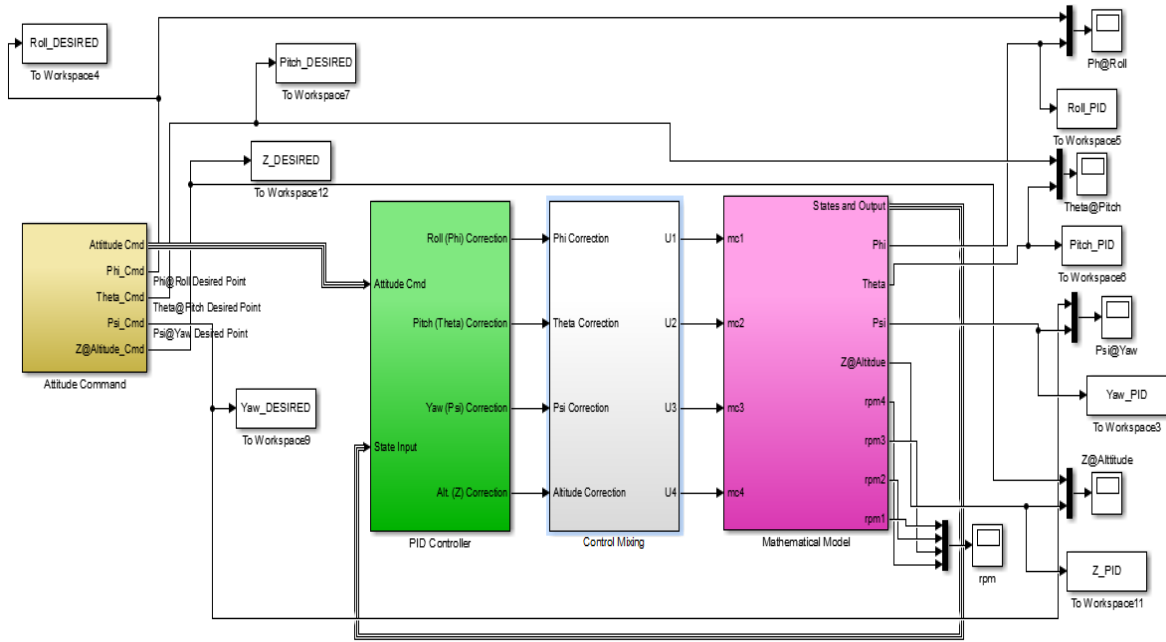 Roll_DESIRED
To Workspace4
Pitch_DESIRED
To Workspace7
Z_DESIRED
To Workspace12
Attitude Cmd
Phi_Cmd
Phi@Roll Desired Point
Theta_Cmd
Theta@Pitch Desired Point
Psi_Cmd
Psi@Yaw Desired Point
Z@Altitude_Cmd
Attitude Command
Yaw_DESIRED
To Workspace9
Roll (Phi) Correction
Attitude Cmd
Pitch (Theta) Correction
Yaw (Psi) Correction
State Input
Alt. (Z) Correction
PID Controller
Phi Correction
U1
Theta Correction
U2
Psi Correction
U3
Altitude Correction
U4
Control Mixing
States and Output
mc1
Phi
Theta
mc2
Psi
Z@Altitdue
mc3
rpm4
rpm3
rpm2
mc4
rpm1
Mathematical Model
rpm
Ph@Roll
Roll_PID
To Workspace5
Theta@Pitch
Pitch_PID
To Workspace6
Psi@Yaw
Yaw_PID
To Workspace3
Z@Alttitude
Z_PID
To Workspace11